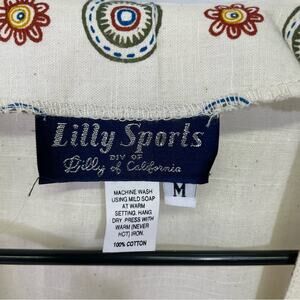 Lilly Sports
DIV OF
Dilly of California
M
MACHINE WASH
USING MILD SOAP
AT WARM
SETTING. HANG
DRY. PRESS WITH
WARM (NEVER
HOT) IRON.
100% COTTON